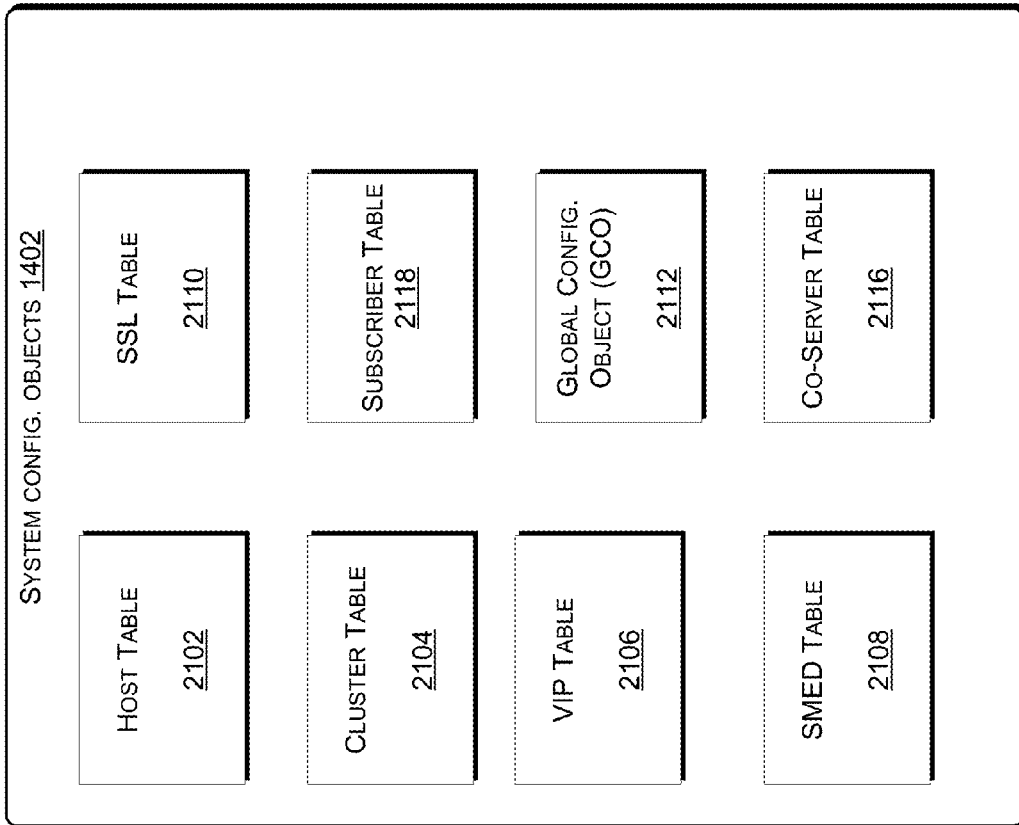 SYSTEM CONFIG. OBJECTS 1402
HOST TABLE
2102
SSL TABLE
2110
CLUSTER TABLE
2104
SUBSCRIBER TABLE
2118
VIP TABLE
2106
GLOBAL CONFIG.
OBJECT (GCO)
2112
SMED TABLE
2108
CO-SERVER TABLE
2116